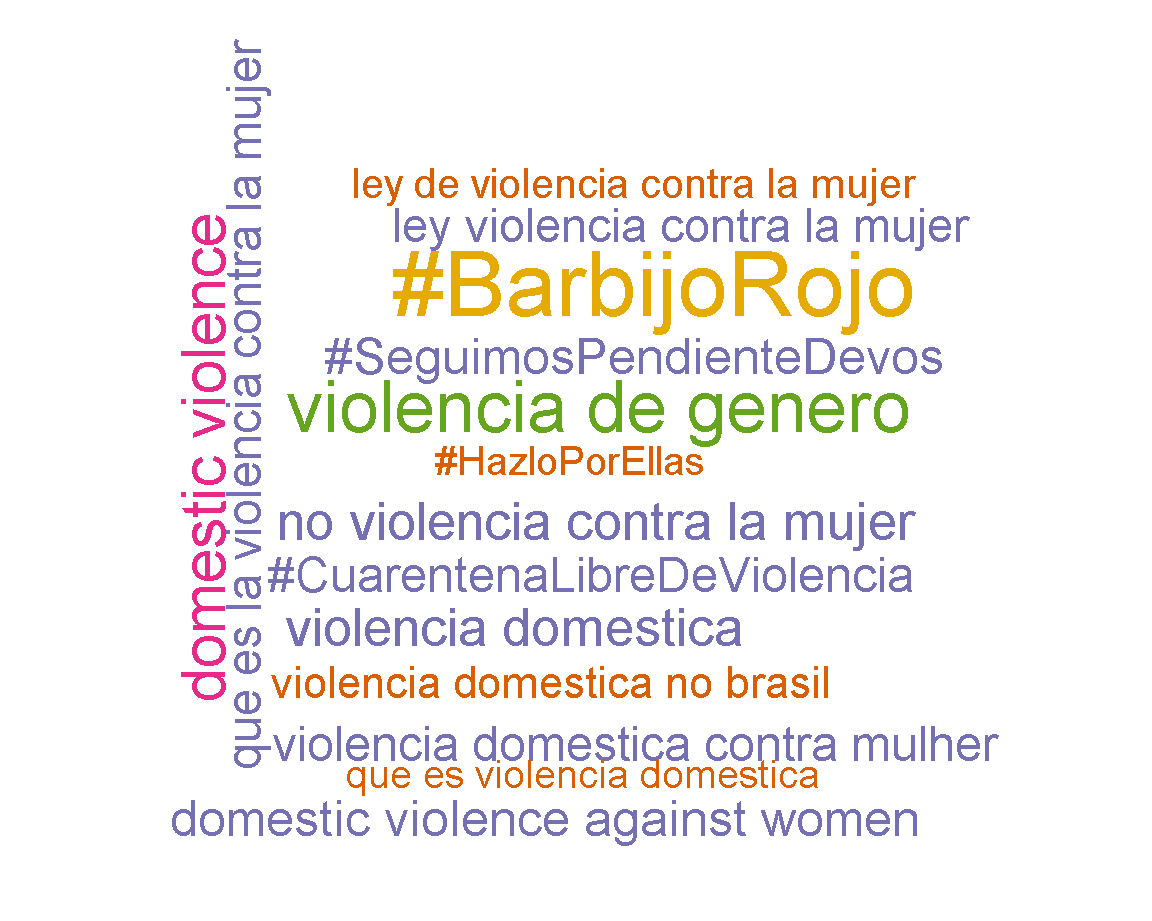 domestic violence
que es la violencia contra la mujer
ley de violencia contra la mujer
ley violencia contra la mujer
#BarbijoRojo
#SeguimosPendienteDevos
violencia de genero
#HazloPorEllas
no violencia contra la mujer
#CuarentenaLibreDeViolencia
violencia domestica
violencia domestica no brasil
violencia domestica contra mulher
que es violencia domestica
domestic violence against women